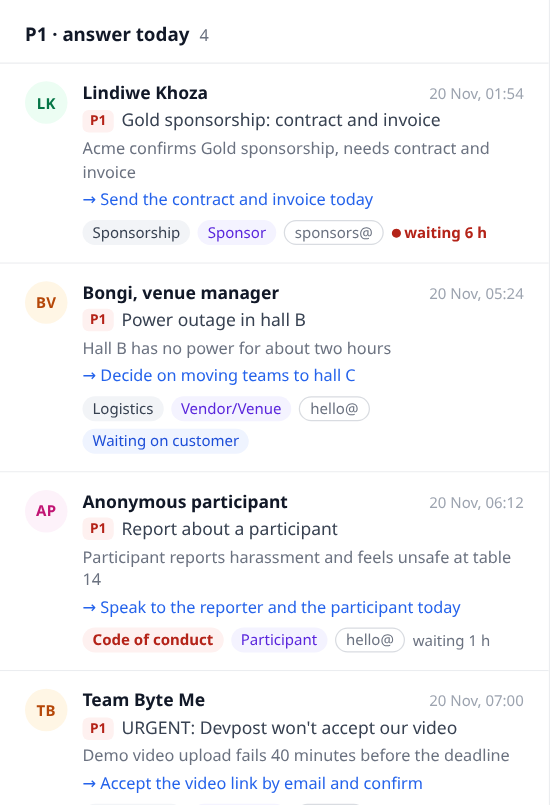 P1 · answer today 4
LK
Lindiwe Khoza 20 Nov, 01:54
P1 Gold sponsorship: contract and invoice
Acme confirms Gold sponsorship, needs contract and
invoice
→ Send the contract and invoice today
Sponsorship Sponsor sponsors@ waiting 6 h
BV
Bongi, venue manager 20 Nov, 05:24
P1 Power outage in hall B
Hall B has no power for about two hours
→ Decide on moving teams to hall C
Logistics Vendor/Venue hello@
Waiting on customer
AP
Anonymous participant 20 Nov, 06:12
P1 Report about a participant
Participant reports harassment and feels unsafe at table
14
→ Speak to the reporter and the participant today
Code of conduct Participant hello@ waiting 1 h
TB
Team Byte Me 20 Nov, 07:00
P1 URGENT: Devpost won't accept our video
Demo video upload fails 40 minutes before the deadline
→ Accept the video link by email and confirm